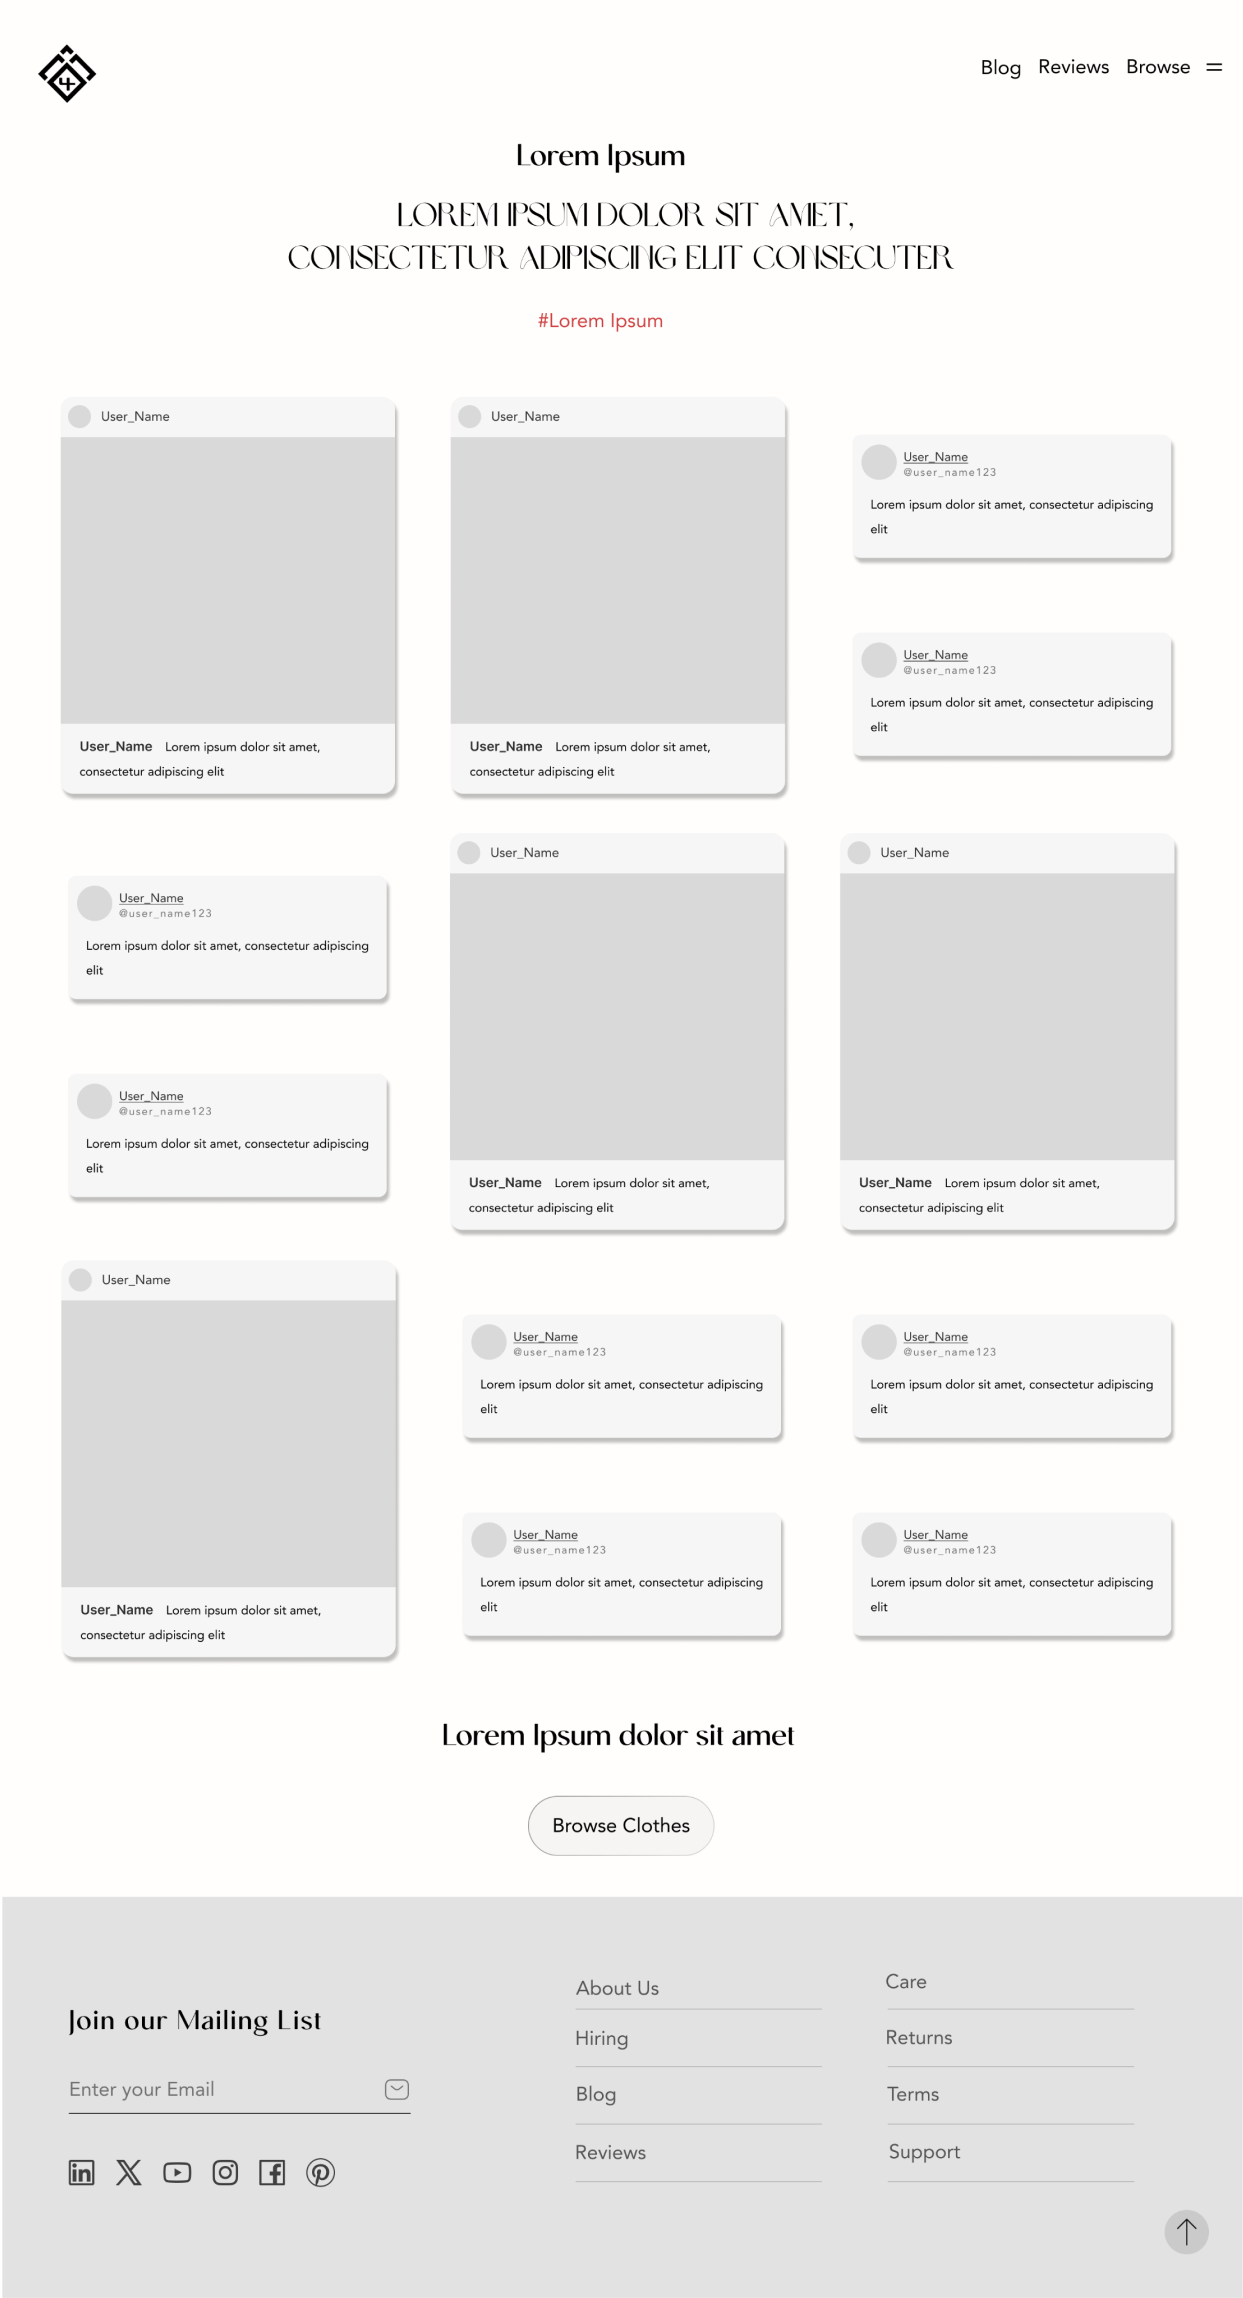 Blog Reviews Browse
Lorem Ipsum
LOREM IPSUM DOLOR SIT AMET,
CONSECTETUR ADIPISCING ELIT CONSECUTER
#Lorem Ipsum
User_Name
User_Name Lorem ipsum dolor sit amet,
consectetur adipiscing elit
User_Name
User_Name Lorem ipsum dolor sit amet,
consectetur adipiscing elit
User_Name
@user_name123
Lorem ipsum dolor sit amet, consectetur adipiscing
elit
User_Name
@user_name123
Lorem ipsum dolor sit amet, consectetur adipiscing
elit
User_Name
@user_name123
Lorem ipsum dolor sit amet, consectetur adipiscing
elit
User_Name
@user_name123
Lorem ipsum dolor sit amet, consectetur adipiscing
elit
User_Name
User_Name Lorem ipsum dolor sit amet,
consectetur adipiscing elit
User_Name
User_Name Lorem ipsum dolor sit amet,
consectetur adipiscing elit
User_Name
User_Name Lorem ipsum dolor sit amet,
consectetur adipiscing elit
User_Name
@user_name123
Lorem ipsum dolor sit amet, consectetur adipiscing
elit
User_Name
@user_name123
Lorem ipsum dolor sit amet, consectetur adipiscing
elit
User_Name
@user_name123
Lorem ipsum dolor sit amet, consectetur adipiscing
elit
User_Name
@user_name123
Lorem ipsum dolor sit amet, consectetur adipiscing
elit
Lorem Ipsum dolor sit amet
Browse Clothes
Join our Mailing List
Enter your Email
About Us
Hiring
Blog
Reviews
Care
Returns
Terms
Support